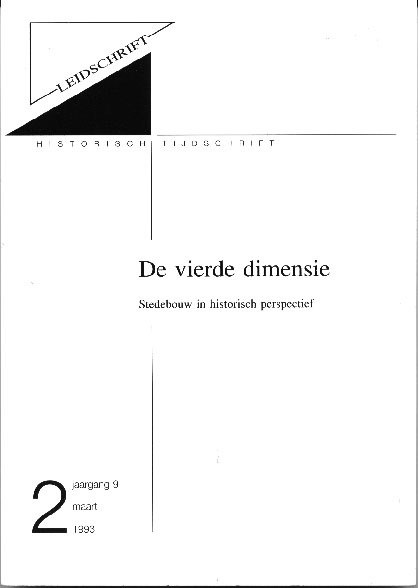 LEIDSCHRIFT
HISTORISCH TIJDSCHRIFT
De vierde dimensie
Stedebouw in historisch perspectief
2
jaargang 9
maart
1993